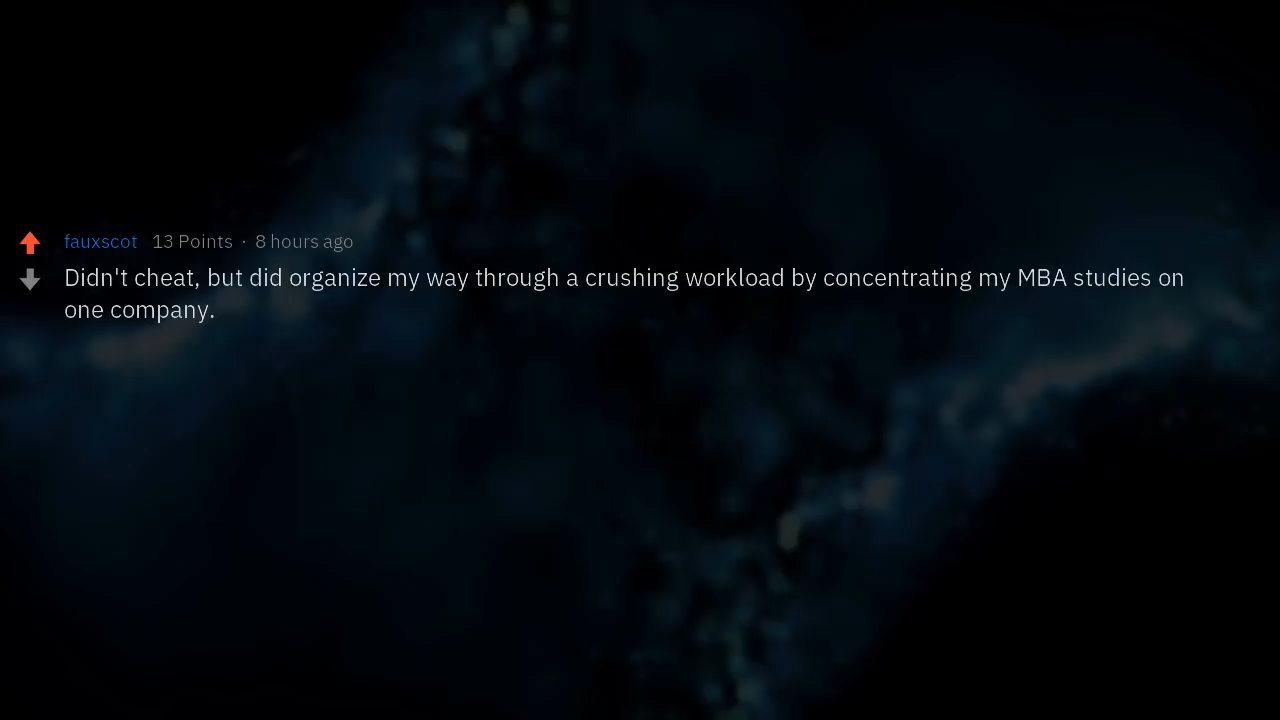 fauxscot 13 Points · 8 hours ago
Didn't cheat, but did organize my way through a crushing workload by concentrating my MBA studies on
one company.